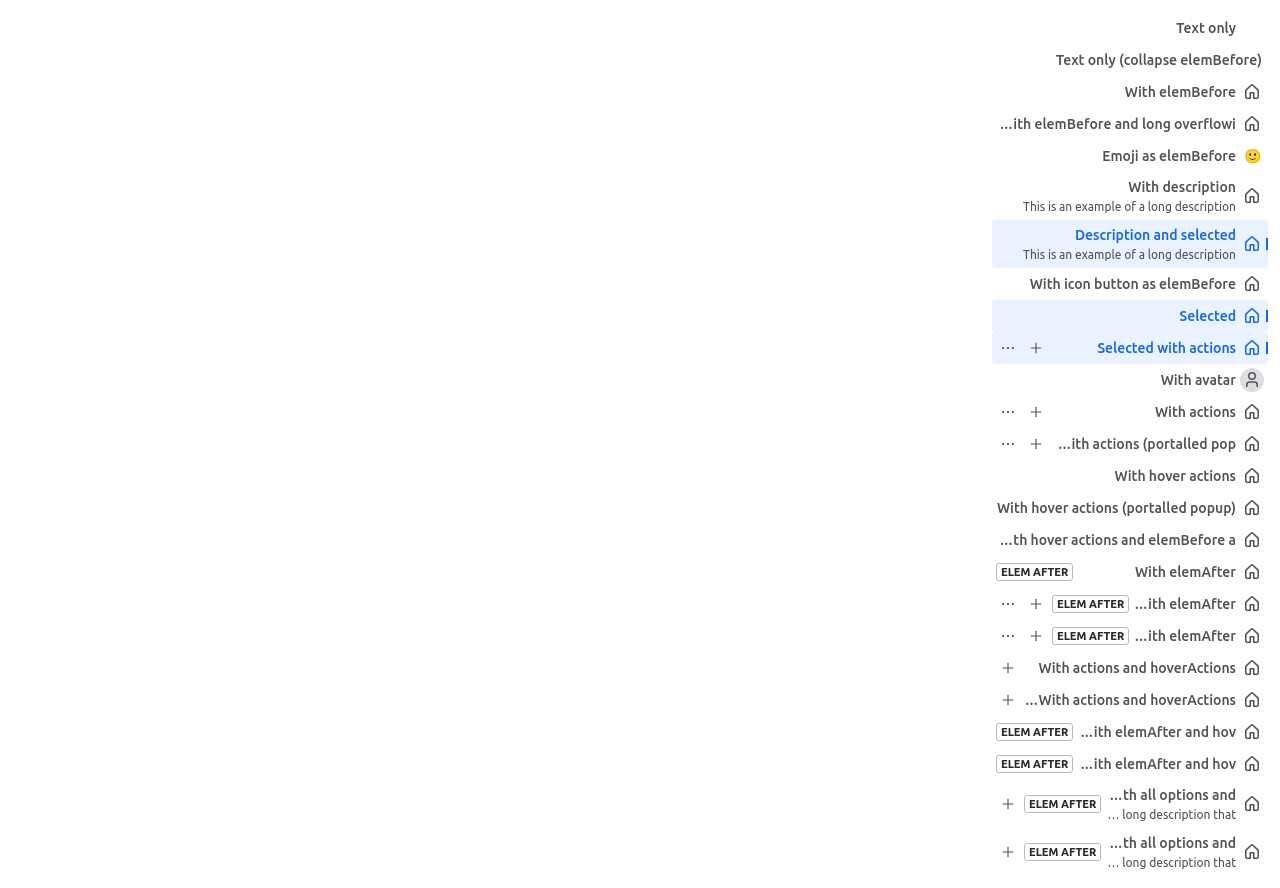 Text only
Text only (collapse elemBefore)
With elemBefore
...ith elemBefore and long overflowi
Emoji as elemBefore
With description
This is an example of a long description
Description and selected
This is an example of a long description
With icon button as elemBefore
Selected
Selected with actions
With avatar
With actions
...ith actions (portalled pop
With hover actions
With hover actions (portalled popup)
...th hover actions and elemBefore a
ELEM AFTER With elemAfter
ELEM AFTER ...ith elemAfter
ELEM AFTER ...ith elemAfter
With actions and hoverActions
...With actions and hoverActions
ELEM AFTER ...ith elemAfter and hov
ELEM AFTER ...ith elemAfter and hov
ELEM AFTER ...th all options and
... long description that
ELEM AFTER ...th all options and
... long description that